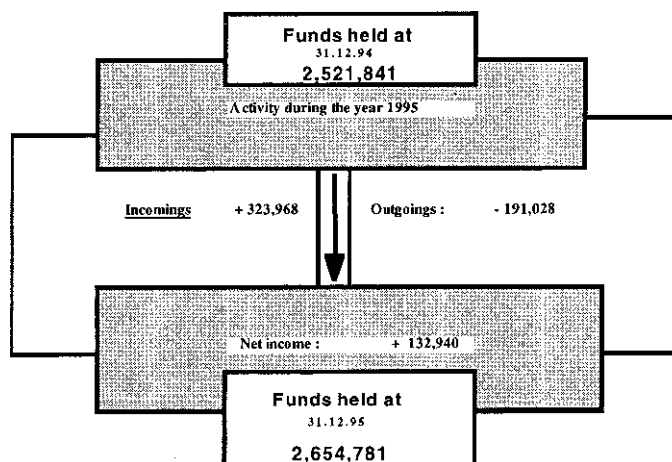 Funds held at
31.12.94
2,521,841
Activity during the year 1995
Incomings + 323,968 Outgoings : - 191,028
Net income : + 132,940
Funds held at
31.12.95
2,654,781